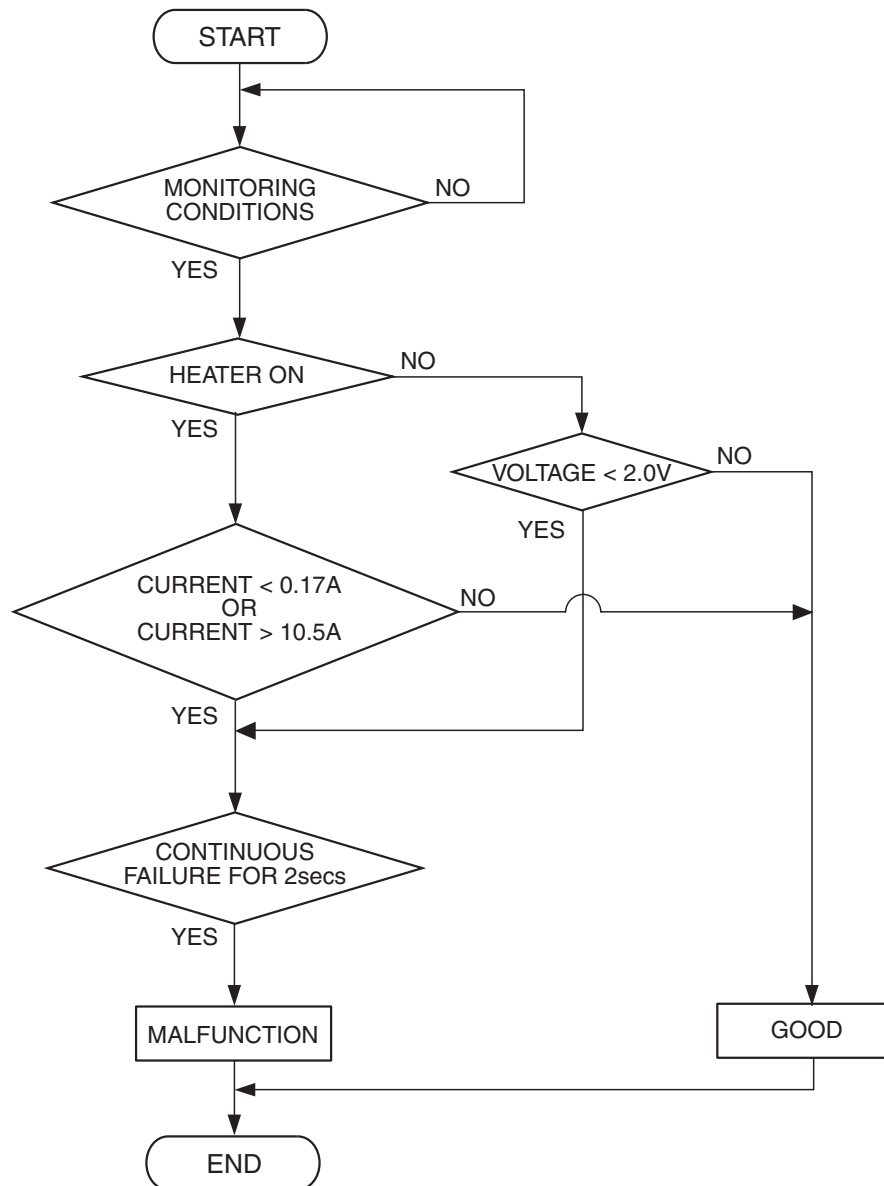 START
MONITORING
CONDITIONS
NO
YES
HEATER ON
NO
YES
VOLTAGE < 2.0V
NO
YES
CURRENT < 0.17A
OR
CURRENT > 10.5A
NO
YES
CONTINUOUS
FAILURE FOR 2secs
YES
MALFUNCTION
GOOD
END